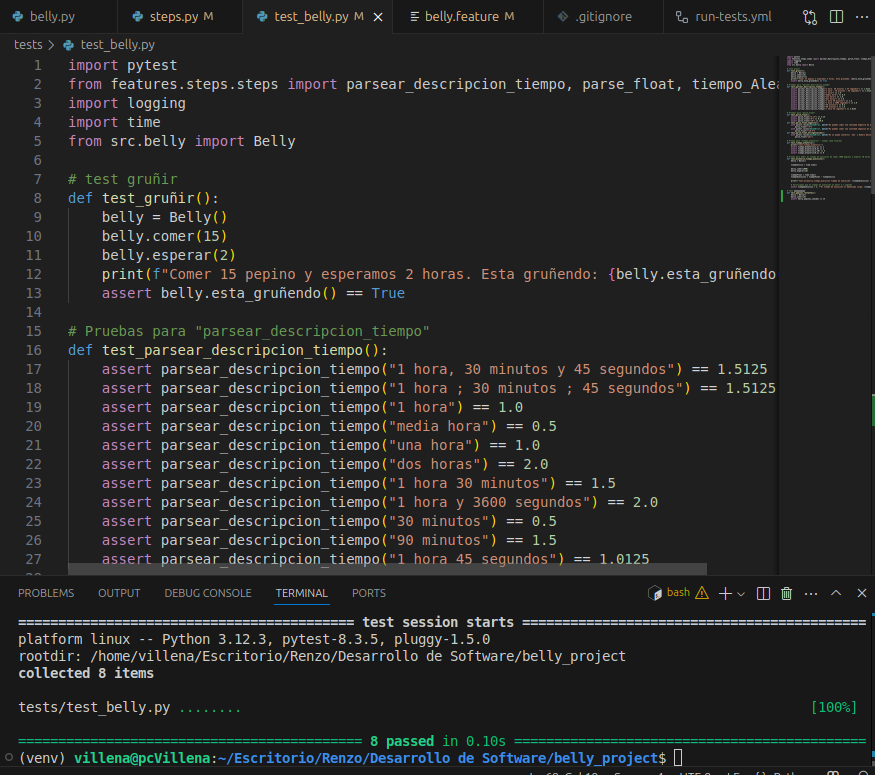 belly.py steps.py M test_belly.py M belly.feature M .gitignore run-tests.yml
tests > test_belly.py
1 import pytest
2 from features.steps.steps import parsear_descripcion_tiempo, parse_float, tiempo_Alea
3 import logging
4 import time
5 from src.belly import Belly
6
7 # test gruñir
8 def test_gruñir():
9 belly = Belly()
10 belly.comer(15)
11 belly.esperar(2)
12 print(f"Comer 15 pepino y esperamos 2 horas. Esta gruñendo: {belly.esta_gruñendo
13 assert belly.esta_gruñendo() == True
14
15 # Pruebas para "parsear_descripcion_tiempo"
16 def test_parsear_descripcion_tiempo():
17 assert parsear_descripcion_tiempo("1 hora, 30 minutos y 45 segundos") == 1.5125
18 assert parsear_descripcion_tiempo("1 hora ; 30 minutos ; 45 segundos") == 1.5125
19 assert parsear_descripcion_tiempo("1 hora") == 1.0
20 assert parsear_descripcion_tiempo("media hora") == 0.5
21 assert parsear_descripcion_tiempo("una hora") == 1.0
22 assert parsear_descripcion_tiempo("dos horas") == 2.0
23 assert parsear_descripcion_tiempo("1 hora 30 minutos") == 1.5
24 assert parsear_descripcion_tiempo("1 hora y 3600 segundos") == 2.0
25 assert parsear_descripcion_tiempo("30 minutos") == 0.5
26 assert parsear_descripcion_tiempo("90 minutos") == 1.5
27 assert parsear_descripcion_tiempo("1 hora 45 segundos") == 1.0125
PROBLEMS OUTPUT DEBUG CONSOLE TERMINAL PORTS bash
test session starts
platform linux -- Python 3.12.3, pytest-8.3.5, pluggy-1.5.0
rootdir: /home/villena/Escritorio/Renzo/Desarrollo de Software/belly_project
collected 8 items
tests/test_belly.py ........ [100%]
8 passed in 0.10s
(venv) villena@pcVillena:~/Escritorio/Renzo/Desarrollo de Software/belly_project$